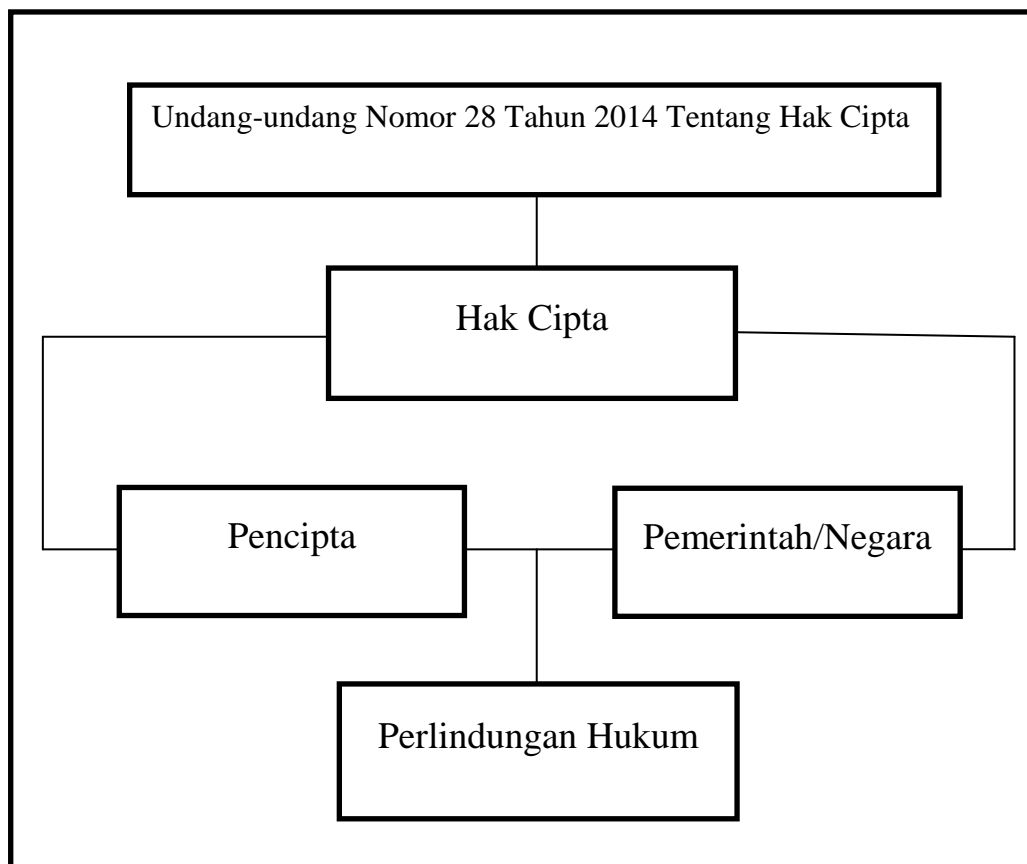 Undang-undang Nomor 28 Tahun 2014 Tentang Hak Cipta
Hak Cipta
Pencipta
Pemerintah/Negara
Perlindungan Hukum